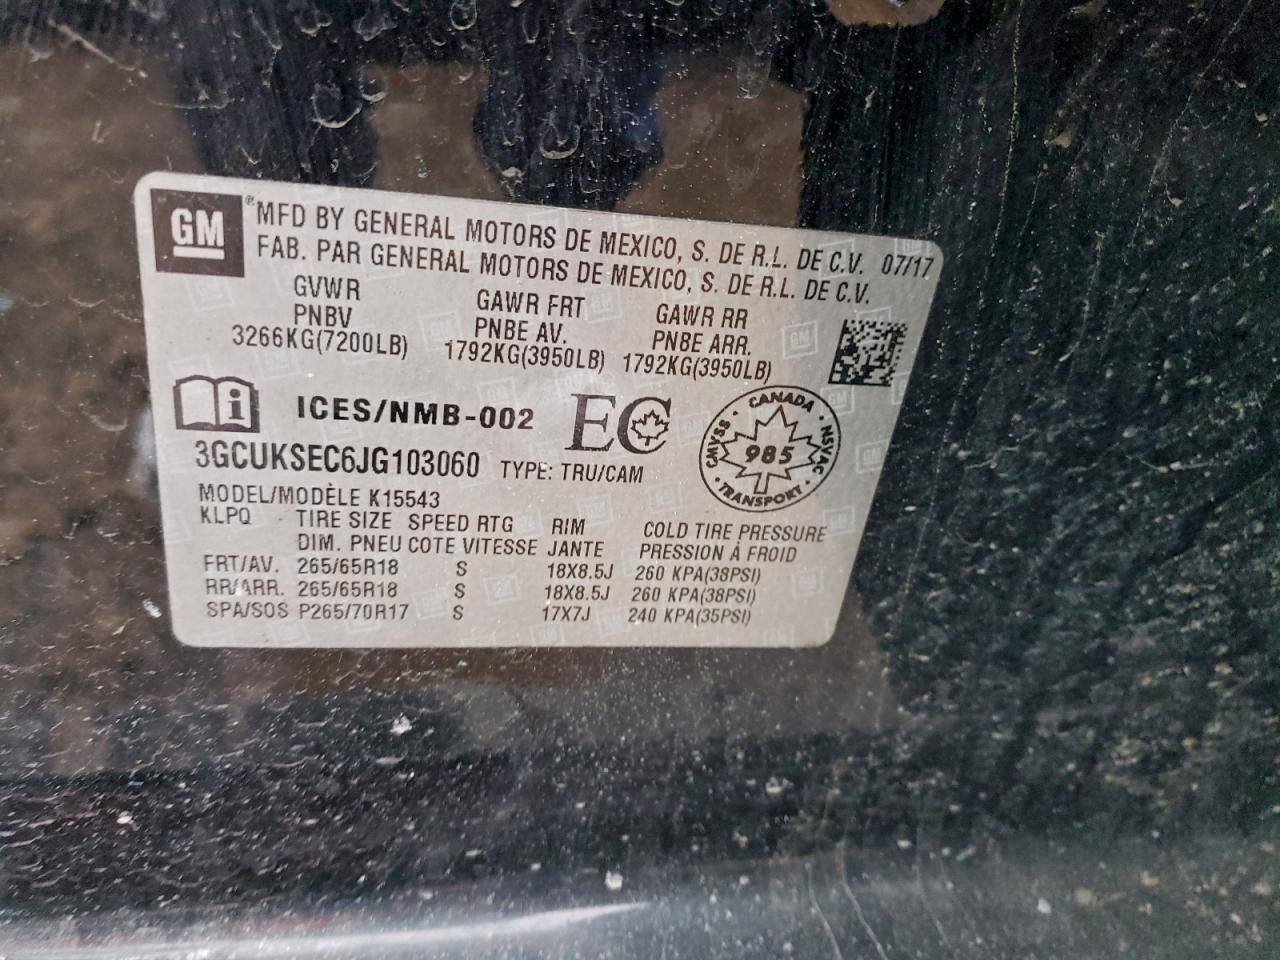 GM ® MFD BY GENERAL MOTORS DE MEXICO, S. DE R.L. DE C.V. 07/17
FAB. PAR GENERAL MOTORS DE MEXICO, S. DE R.L. DE C.V.
GVWR GAWR FRT GAWR RR
PNBV PNBE AV. PNBE ARR.
3266KG(7200LB) 1792KG(3950LB) 1792KG(3950LB)
i ICES/NMB-002 EC
CANADA CMVSS NSVAC 985 TRANSPORT
3GCUKSEC6JG103060 TYPE: TRU/CAM
MODEL/MODÈLE K15543
KLPQ TIRE SIZE SPEED RTG RIM COLD TIRE PRESSURE
DIM. PNEU COTE VITESSE JANTE PRESSION À FROID
FRT/AV. 265/65R18 S 18X8.5J 260 KPA(38PSI)
RR/ARR. 265/65R18 S 18X8.5J 260 KPA(38PSI)
SPA/SOS P265/70R17 S 17X7J 240 KPA(35PSI)